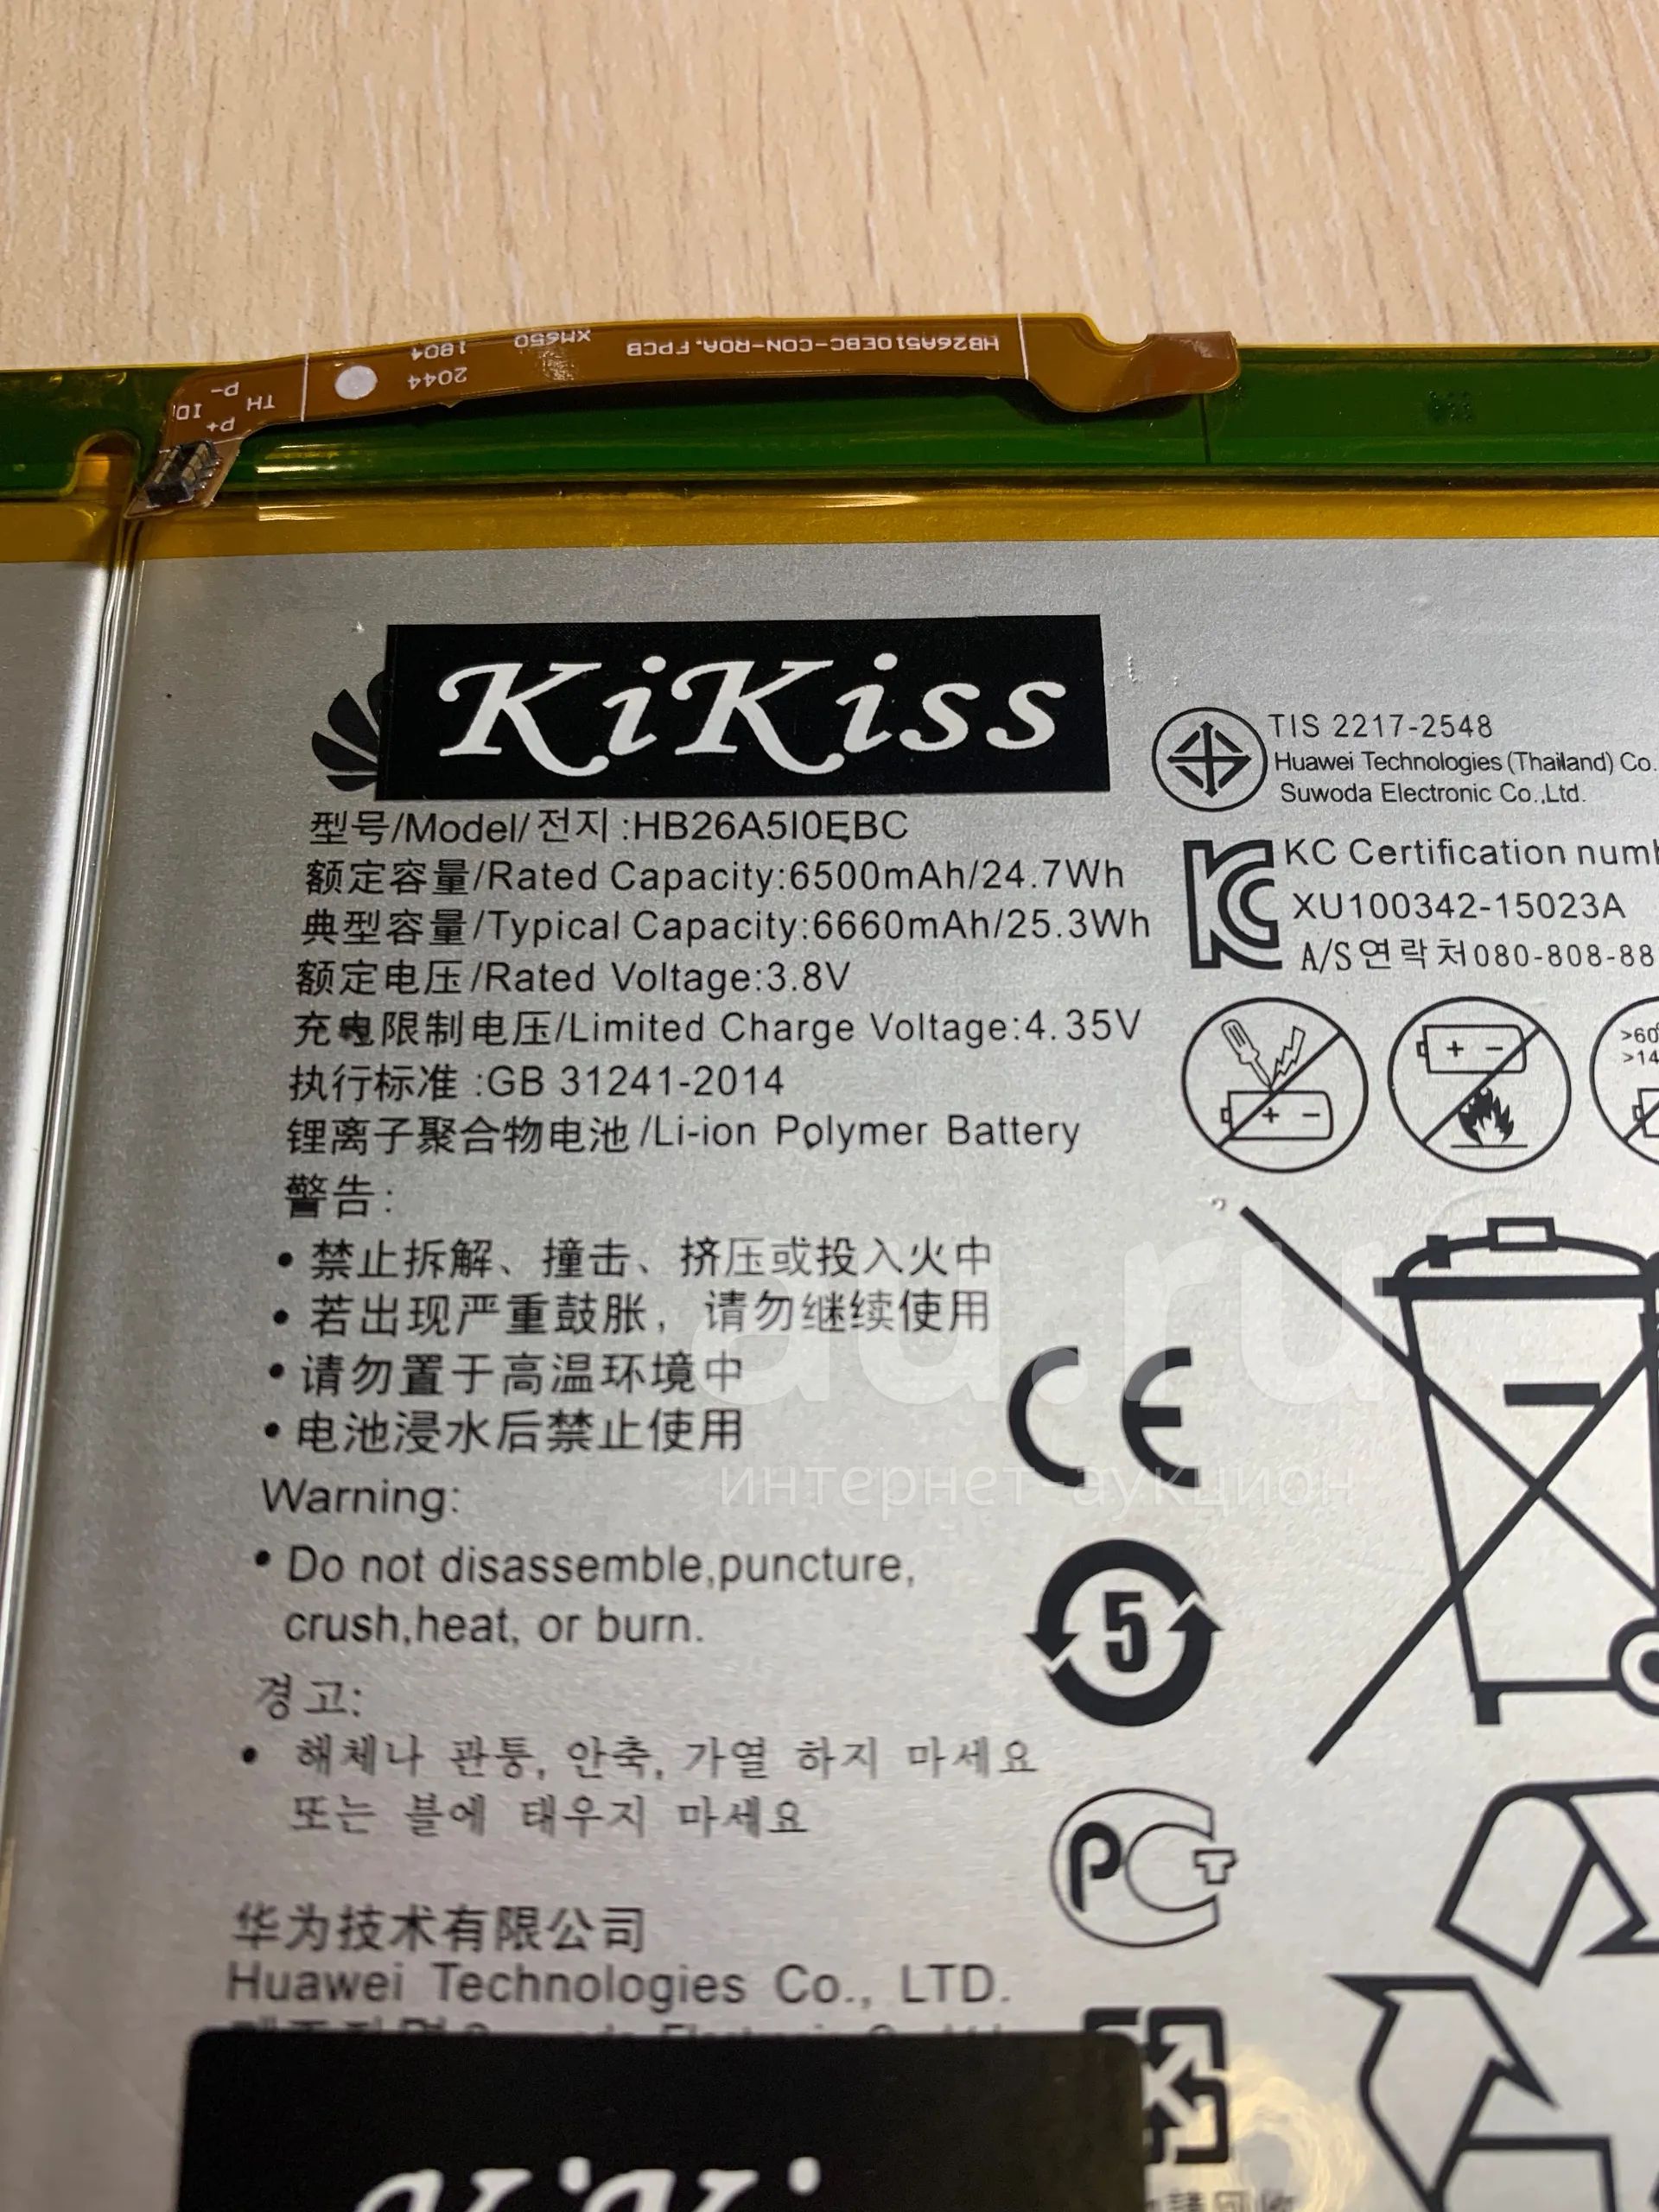 HB26A510EBC-CON-R0A.FPCB
XM650
1804
2044
P-
ID
TH
P+
KiKiss
TIS 2217-2548
Huawei Technologies (Thailand) Co.
Suwoda Electronic Co.,Ltd.
型号/Model/전지:HB26A5I0EBC
额定容量/Rated Capacity:6500mAh/24.7Wh
典型容量/Typical Capacity:6660mAh/25.3Wh
额定电压/Rated Voltage:3.8V
充电限制电压/Limited Charge Voltage:4.35V
执行标准:GB 31241-2014
锂离子聚合物电池/Li-ion Polymer Battery
KC Certification
XU100342-15023A
A/S연락처080-808-88
>60
>14
警告:
• 禁止拆解、撞击、挤压或投入火中
• 若出现严重鼓胀，请勿继续使用
• 请勿置于高温环境中
• 电池浸水后禁止使用
Warning:
• Do not disassemble,puncture,
crush,heat, or burn.
경고:
• 해체나 관통, 안축, 가열 하지 마세요
또는 블에 태우지 마세요
华为技术有限公司
Huawei Technologies Co., LTD.
CE
5
PCT
au.ru
интернет-аукцион